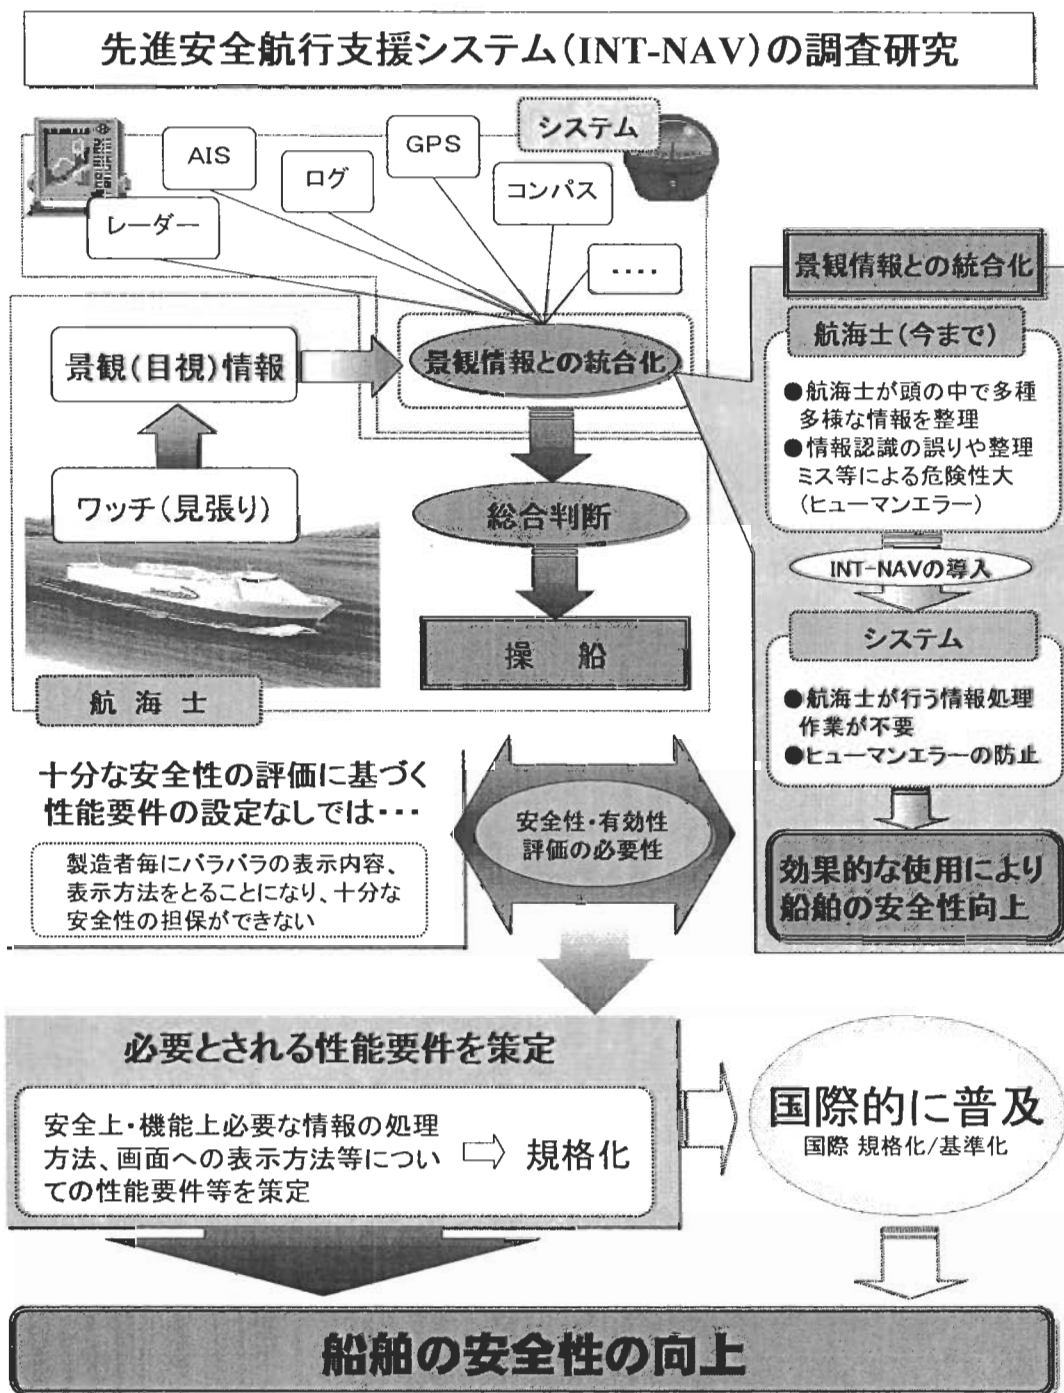 先進安全航行支援システム(INT-NAV)の調査研究
システム
AIS
ログ
GPS
コンパス
レーダー
‥‥
景観(目視)情報
景観情報との統合化
ワッチ(見張り)
総合判断
操 船
航 海 士
景観情報との統合化
航海士(今まで)
●航海士が頭の中で多種
多様な情報を整理
●情報認識の誤りや整理
ミス等による危険性大
(ヒューマンエラー)
INT-NAVの導入
システム
●航海士が行う情報処理
作業が不要
●ヒューマンエラーの防止
効果的な使用により
船舶の安全性向上
十分な安全性の評価に基づく
性能要件の設定なしでは・・・
製造者毎にバラバラの表示内容、
表示方法をとることになり、十分な
安全性の担保ができない
安全性・有効性
評価の必要性
必要とされる性能要件を策定
安全上・機能上必要な情報の処理
方法、画面への表示方法等につい
ての性能要件等を策定
規格化
国際的に普及
国際 規格化/基準化
船舶の安全性の向上